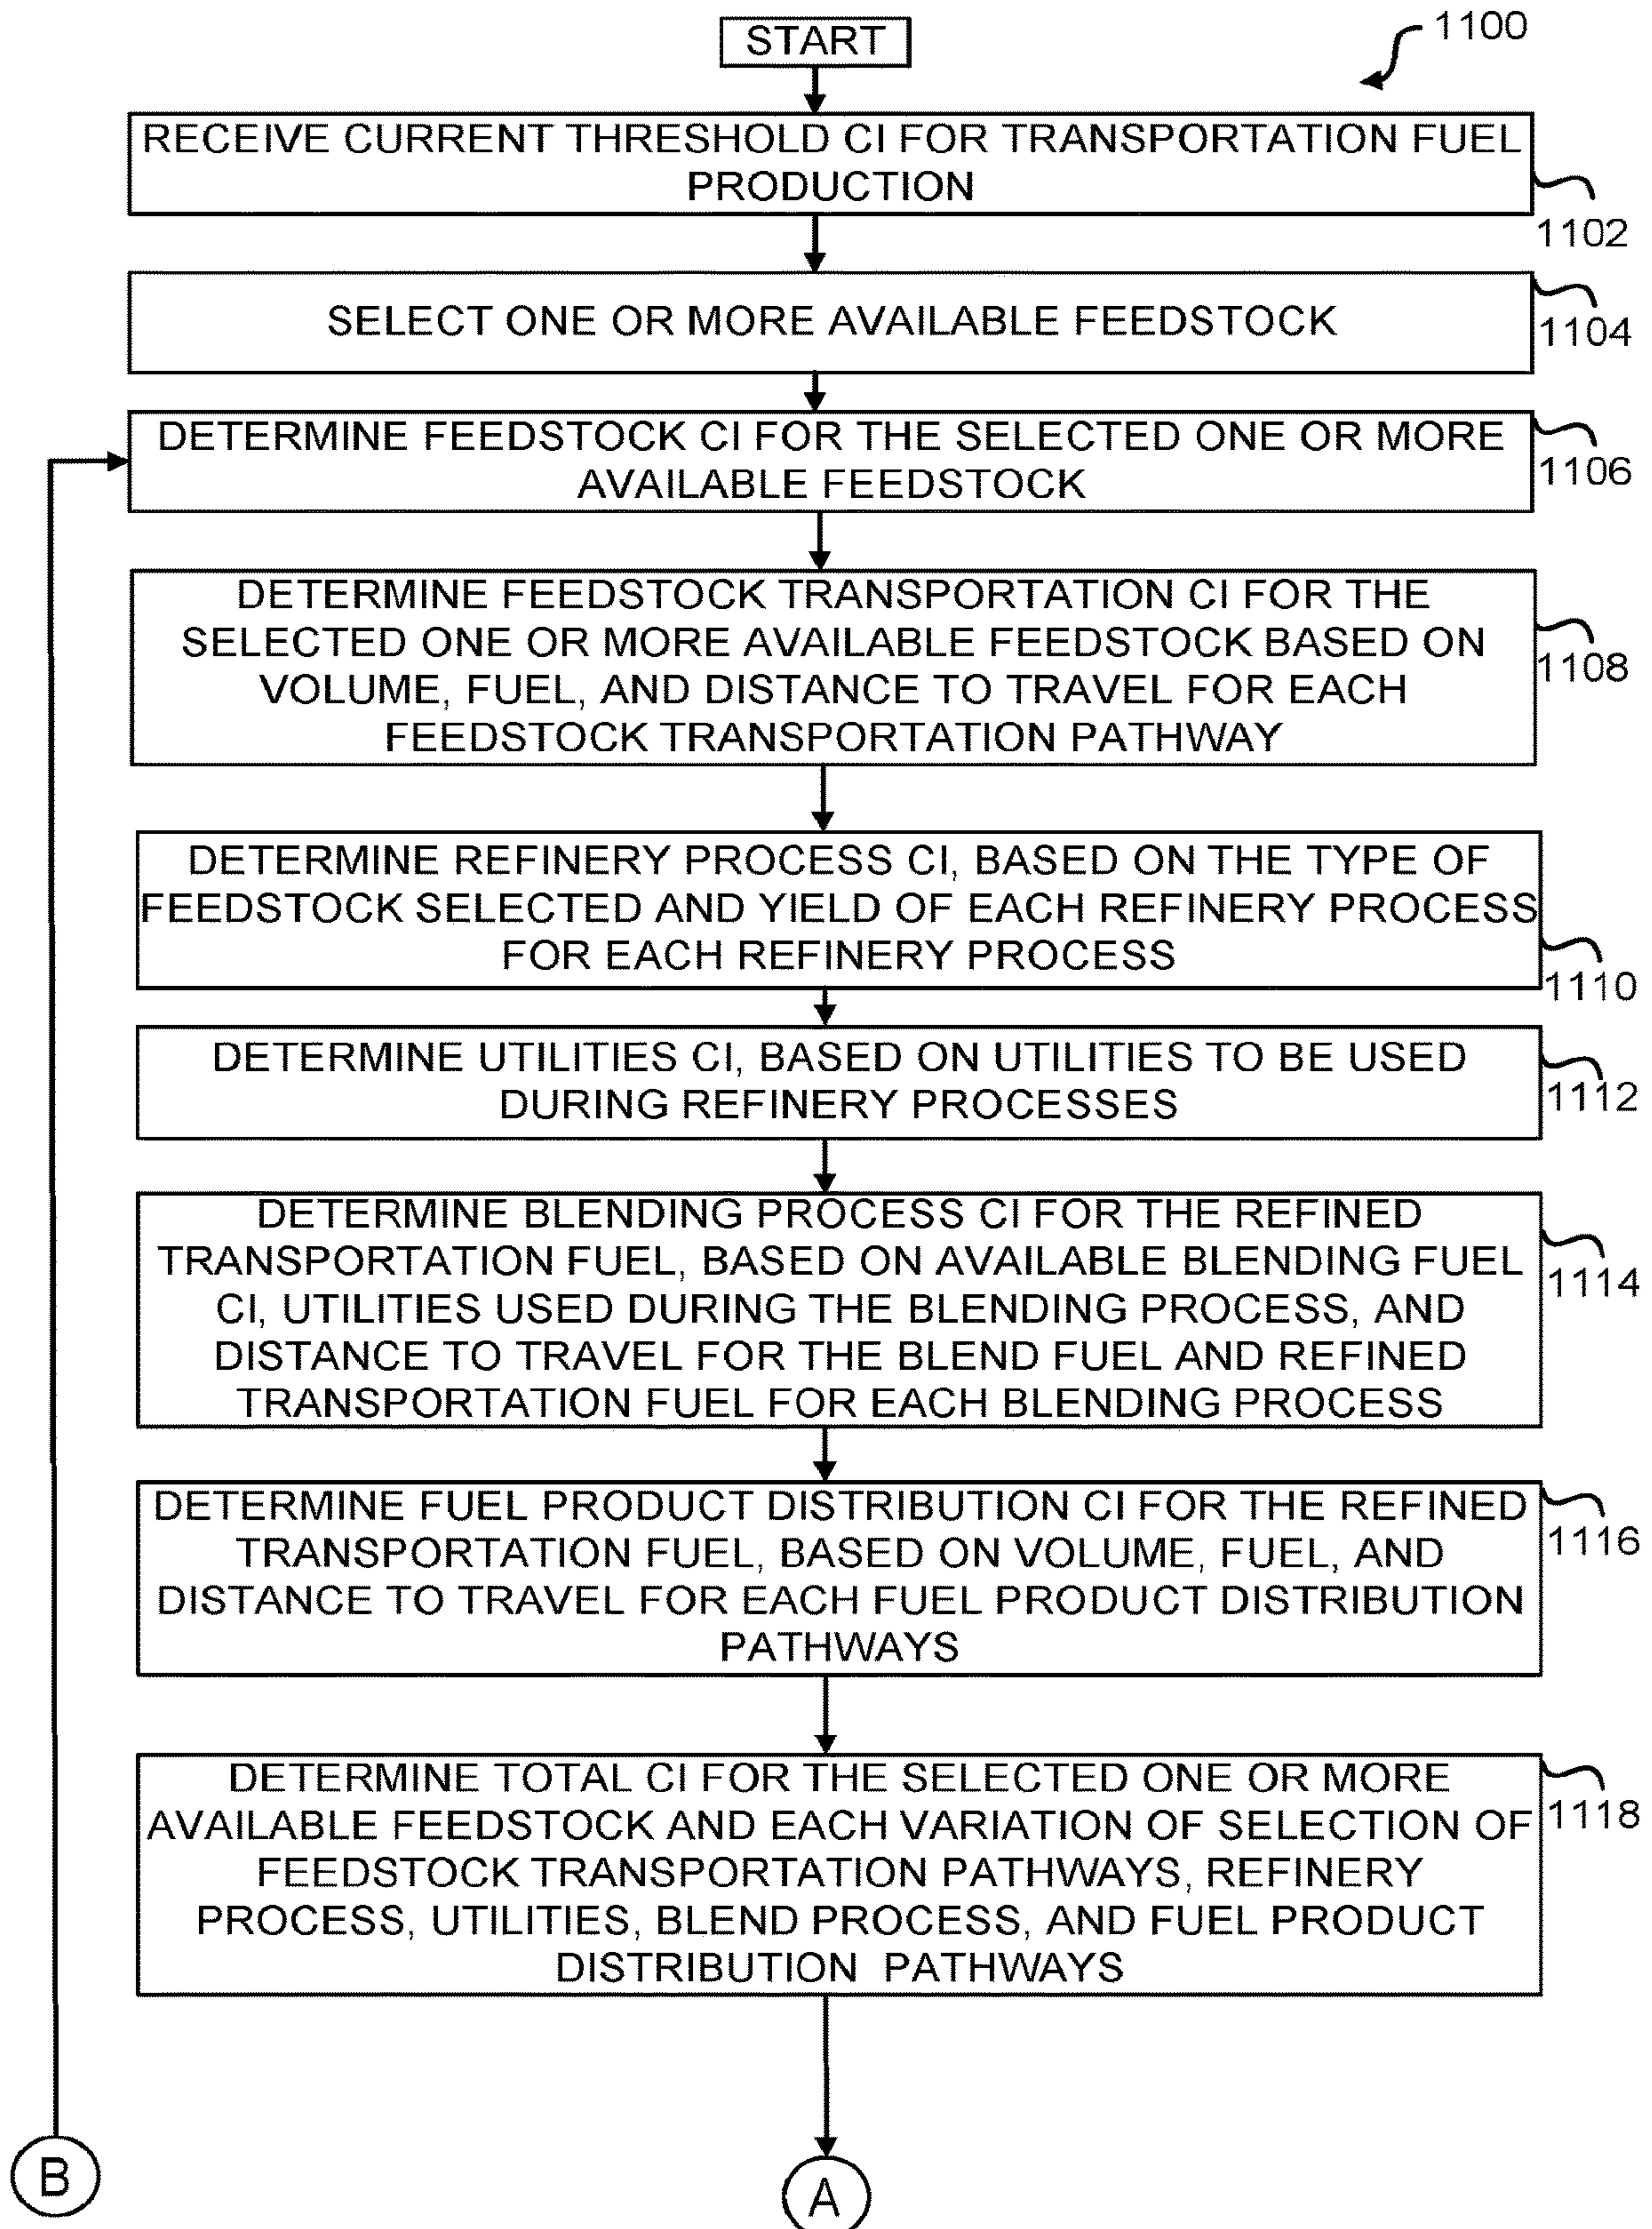 START
1100
RECEIVE CURRENT THRESHOLD CI FOR TRANSPORTATION FUEL
PRODUCTION
1102
SELECT ONE OR MORE AVAILABLE FEEDSTOCK
1104
DETERMINE FEEDSTOCK CI FOR THE SELECTED ONE OR MORE
AVAILABLE FEEDSTOCK
1106
DETERMINE FEEDSTOCK TRANSPORTATION CI FOR THE
SELECTED ONE OR MORE AVAILABLE FEEDSTOCK BASED ON
VOLUME, FUEL, AND DISTANCE TO TRAVEL FOR EACH
FEEDSTOCK TRANSPORTATION PATHWAY
1108
DETERMINE REFINERY PROCESS CI, BASED ON THE TYPE OF
FEEDSTOCK SELECTED AND YIELD OF EACH REFINERY PROCESS
FOR EACH REFINERY PROCESS
1110
DETERMINE UTILITIES CI, BASED ON UTILITIES TO BE USED
DURING REFINERY PROCESSES
1112
DETERMINE BLENDING PROCESS CI FOR THE REFINED
TRANSPORTATION FUEL, BASED ON AVAILABLE BLENDING FUEL
CI, UTILITIES USED DURING THE BLENDING PROCESS, AND
DISTANCE TO TRAVEL FOR THE BLEND FUEL AND REFINED
TRANSPORTATION FUEL FOR EACH BLENDING PROCESS
1114
DETERMINE FUEL PRODUCT DISTRIBUTION CI FOR THE REFINED
TRANSPORTATION FUEL, BASED ON VOLUME, FUEL, AND
DISTANCE TO TRAVEL FOR EACH FUEL PRODUCT DISTRIBUTION
PATHWAYS
1116
DETERMINE TOTAL CI FOR THE SELECTED ONE OR MORE
AVAILABLE FEEDSTOCK AND EACH VARIATION OF SELECTION OF
FEEDSTOCK TRANSPORTATION PATHWAYS, REFINERY
PROCESS, UTILITIES, BLEND PROCESS, AND FUEL PRODUCT
DISTRIBUTION PATHWAYS
1118
B
A